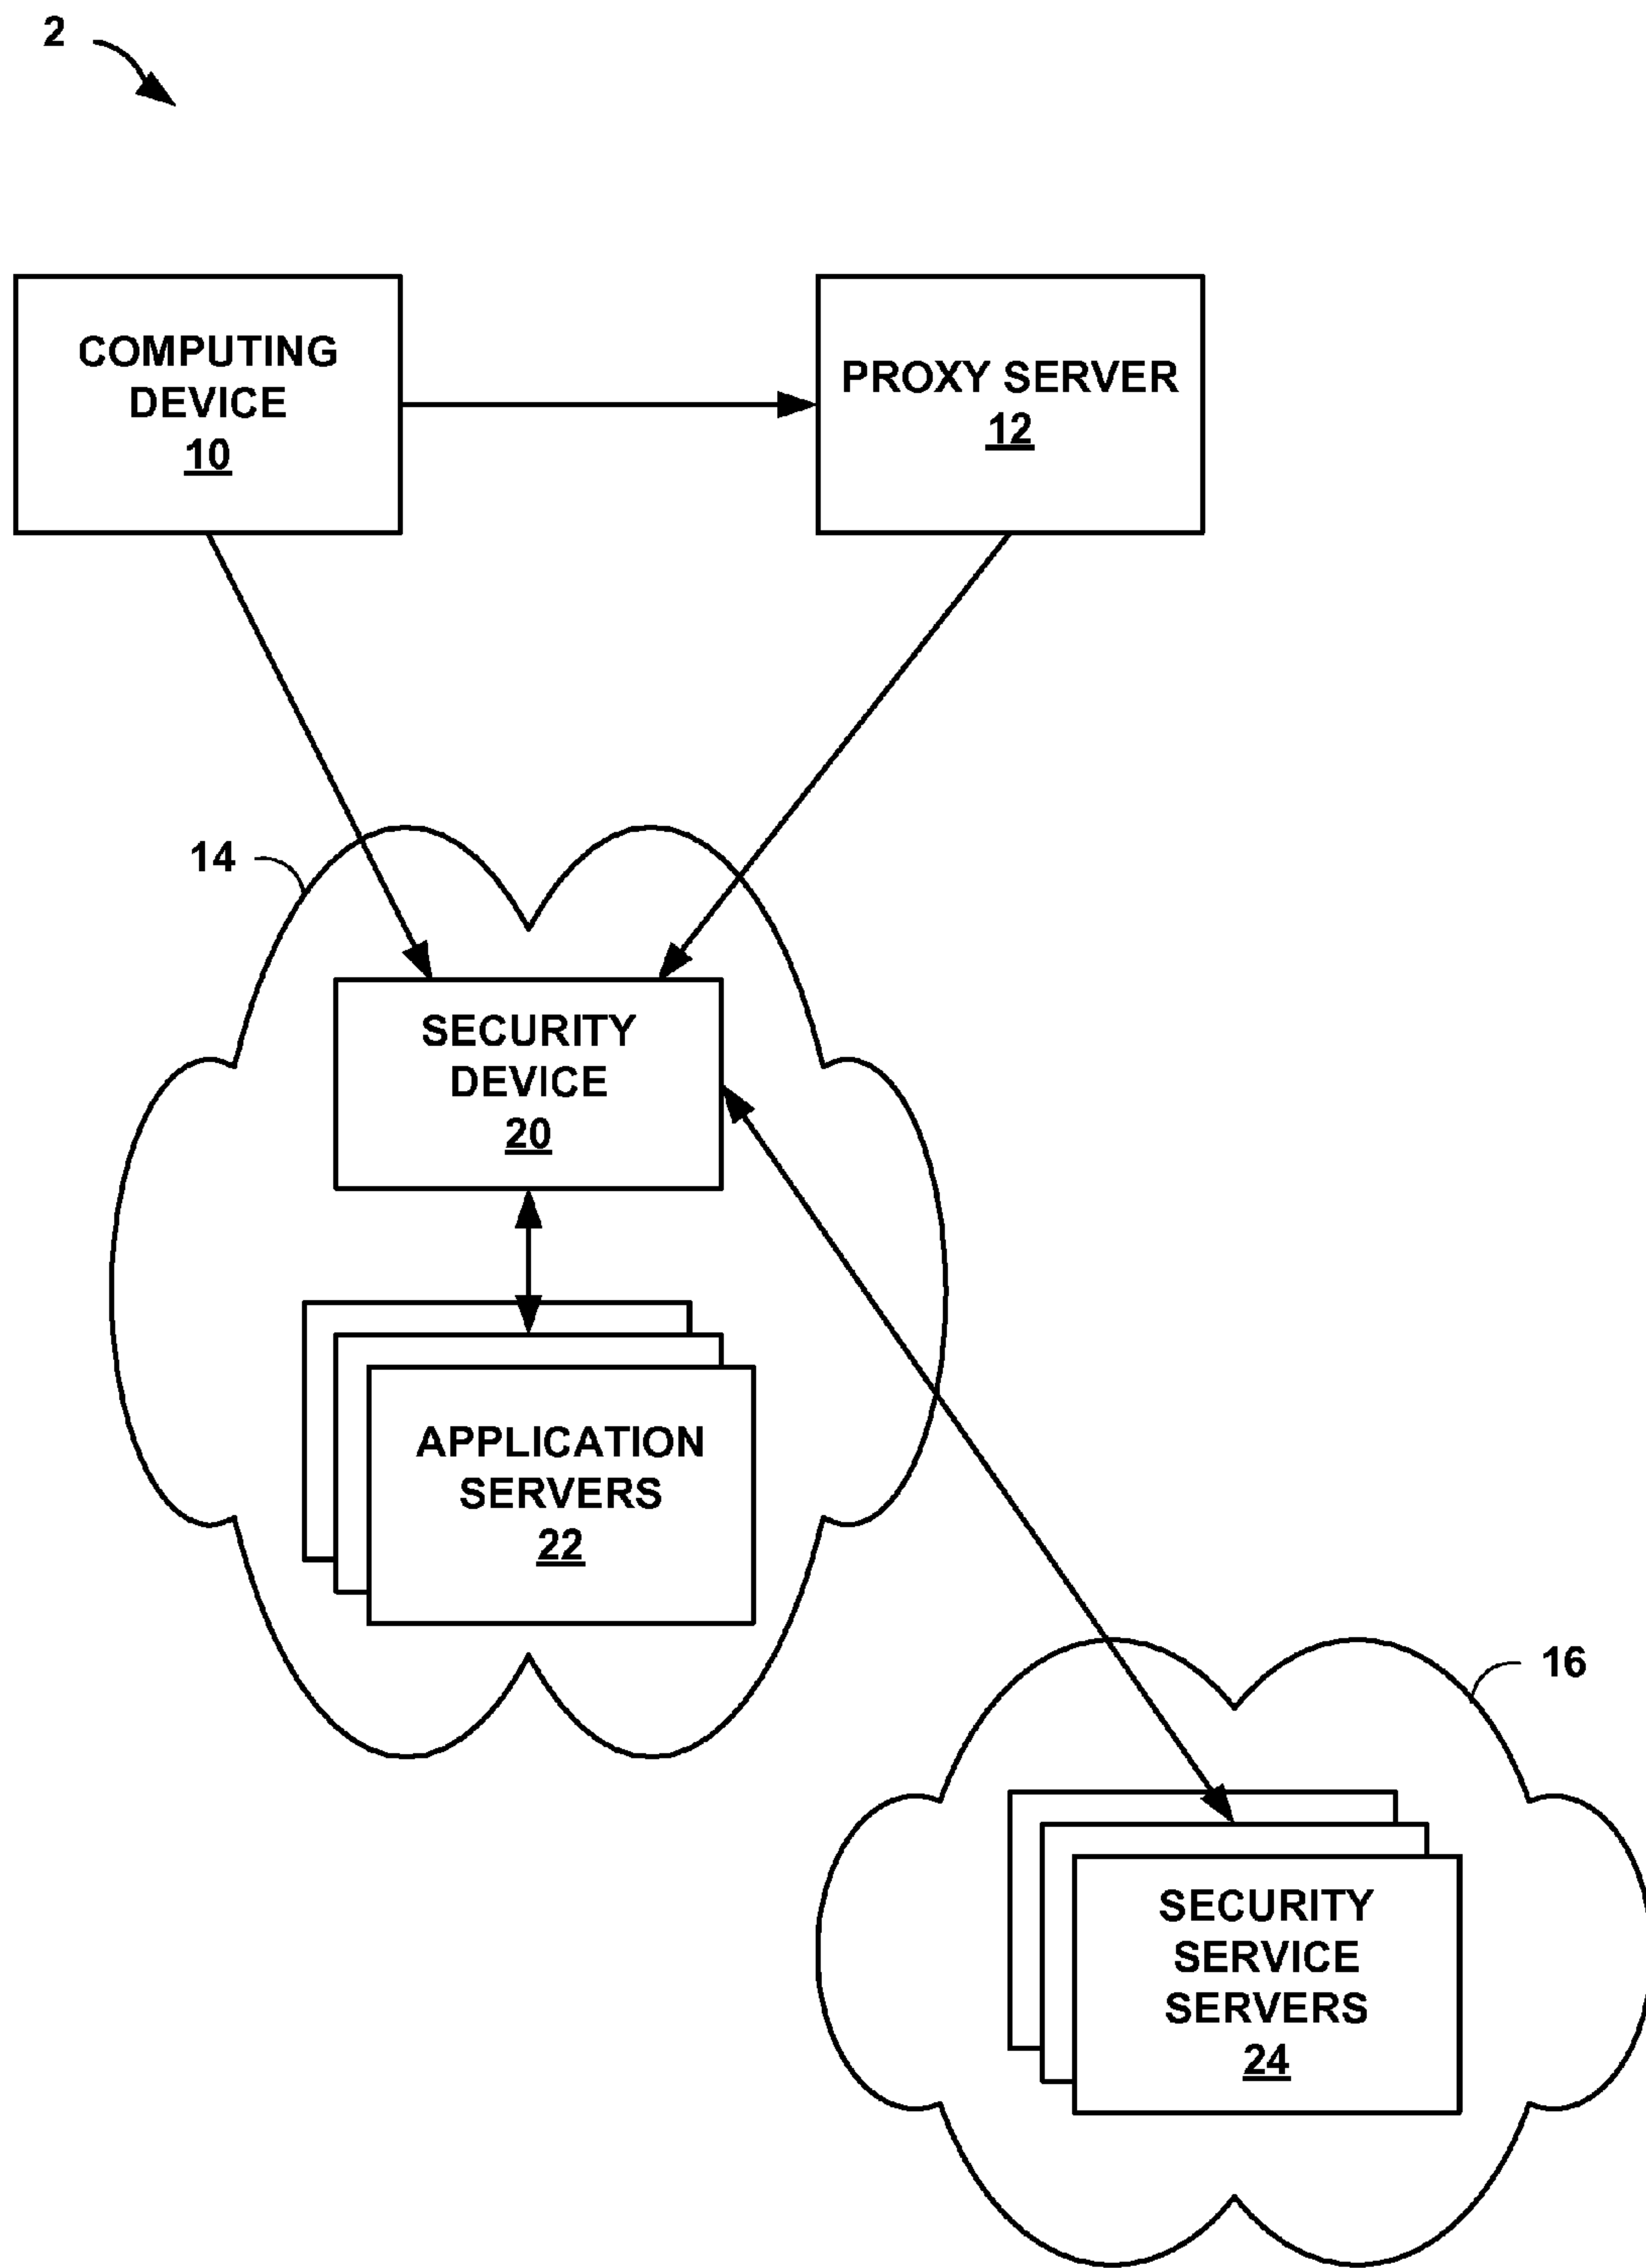 2
COMPUTING
DEVICE
10
PROXY SERVER
12
14
SECURITY
DEVICE
20
APPLICATION
SERVERS
22
16
SECURITY
SERVICE
SERVERS
24